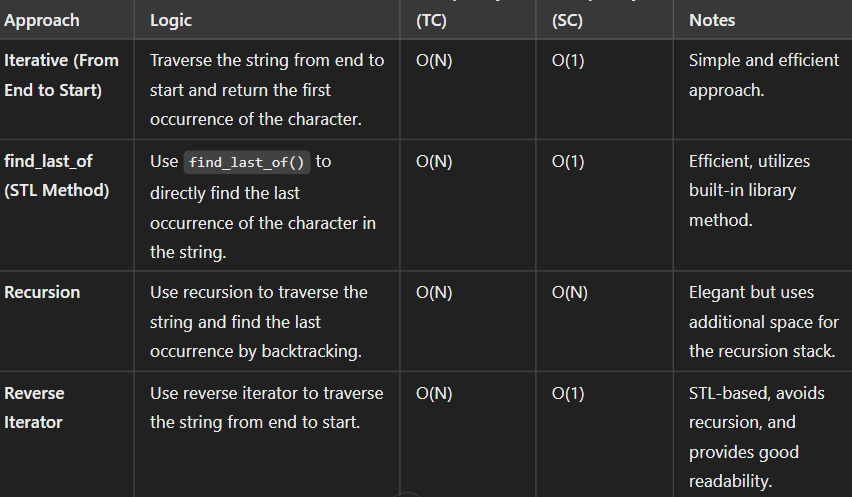 Approach
Logic
(TC)
(SC)
Notes
Iterative (From
End to Start)
Traverse the string from end to
start and return the first
occurrence of the character.
O(N)
O(1)
Simple and efficient
approach.
find_last_of
(STL Method)
Use find_last_of() to
directly find the last
occurrence of the character in
the string.
O(N)
O(1)
Efficient, utilizes
built-in library
method.
Recursion
Use recursion to traverse the
string and find the last
occurrence by backtracking.
O(N)
O(N)
Elegant but uses
additional space for
the recursion stack.
Reverse
Iterator
Use reverse iterator to traverse
the string from end to start.
O(N)
O(1)
STL-based, avoids
recursion, and
provides good
readability.